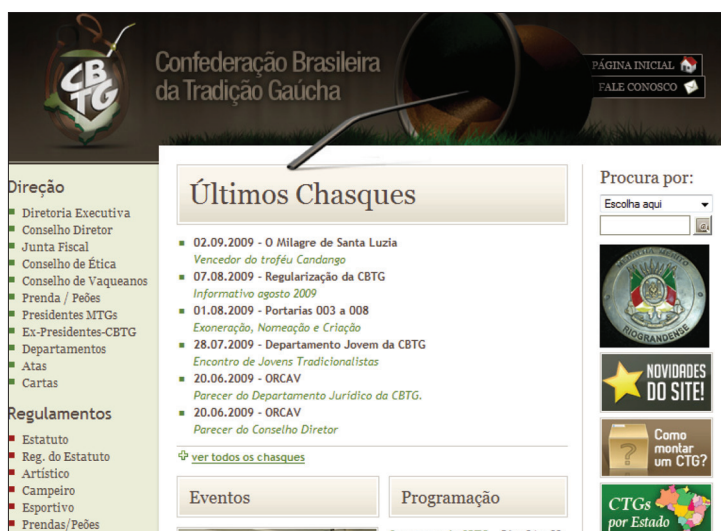 CB
TG
Confederação Brasileira
da Tradição Gaúcha
PÁGINA INICIAL
FALE CONOSCO
Direção
Diretoria Executiva
Conselho Diretor
Junta Fiscal
Conselho de Ética
Conselho de Vaqueanos
Prenda / Peões
Presidentes MTGs
Ex-Presidentes-CBTG
Departamentos
Atas
Cartas
Regulamentos
Estatuto
Reg. do Estatuto
Artístico
Campeiro
Esportivo
Prendas/Peões
Últimos Chasques
02.09.2009 - O Milagre de Santa Luzia
Vencedor do troféu Candango
07.08.2009 - Regularização da CBTG
Informativo agosto 2009
01.08.2009 - Portarias 003 a 008
Exoneração, Nomeação e Criação
28.07.2009 - Departamento Jovem da CBTG
Encontro de Jovens Tradicionalistas
20.06.2009 - ORCAV
Parecer do Departamento Jurídico da CBTG.
20.06.2009 - ORCAV
Parecer do Conselho Diretor
ver todos os chasques
Eventos
Programação
Procura por:
Escolha aqui
RIOGRANDENSE
NOVIDADES
DO SITE!
?
Como
montar
um CTG?
CTGs
por Estado